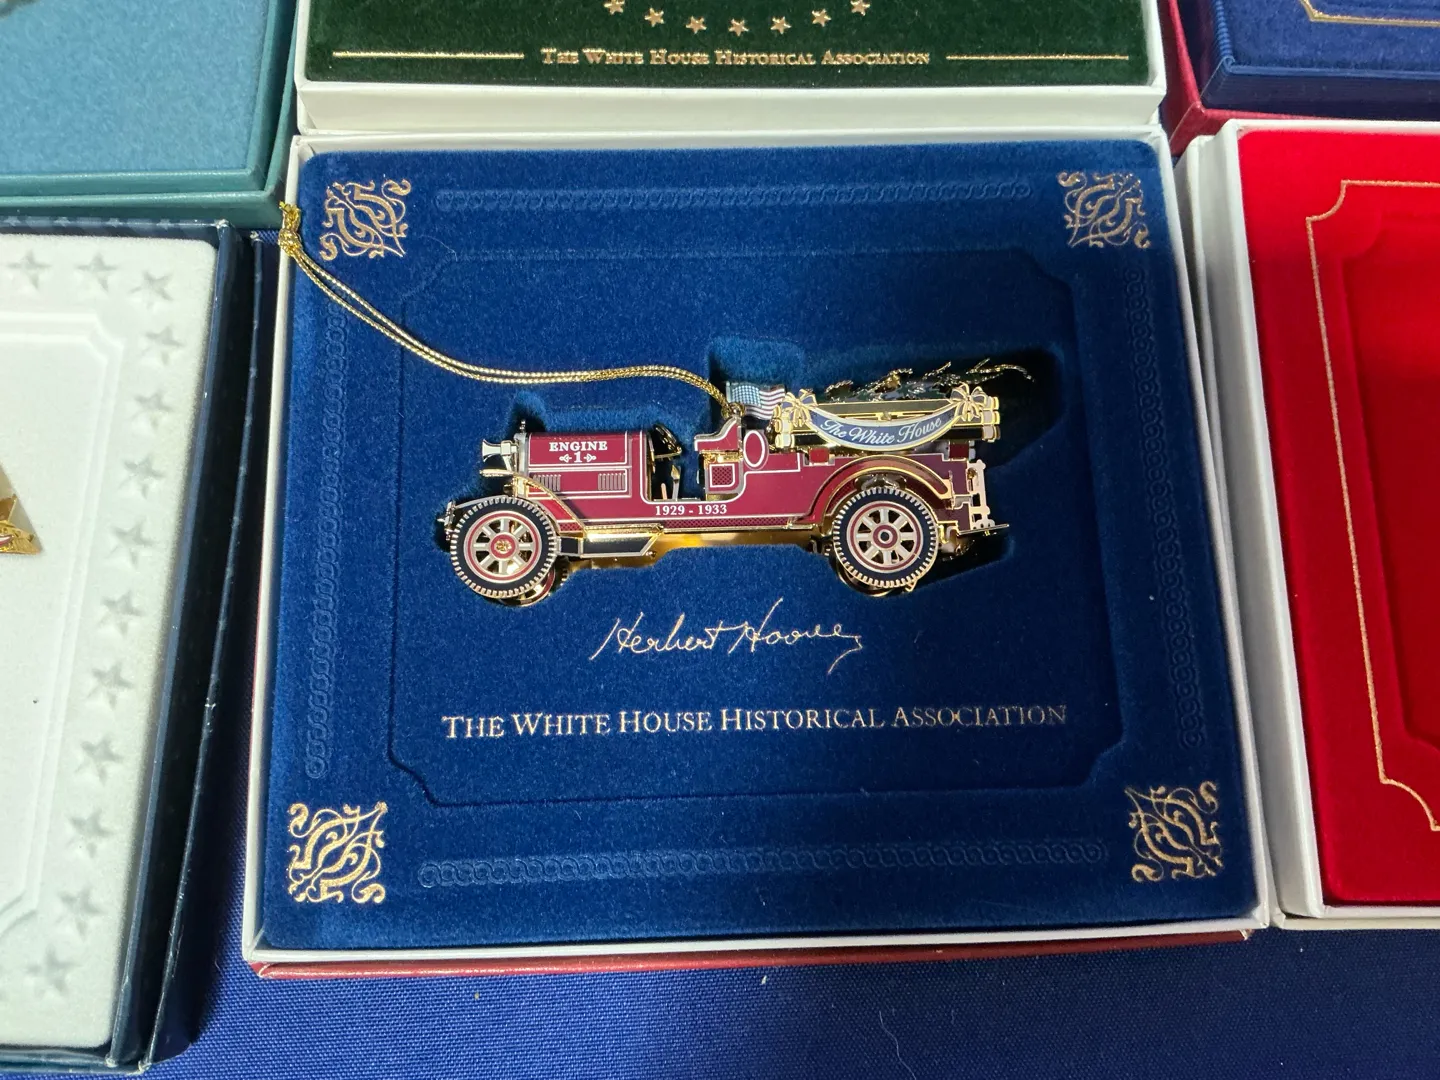 THE WHITE HOUSE HISTORICAL ASSOCIATION
The White House
ENGINE
1
1929 - 1933
Herbert Hoover
THE WHITE HOUSE HISTORICAL ASSOCIATION